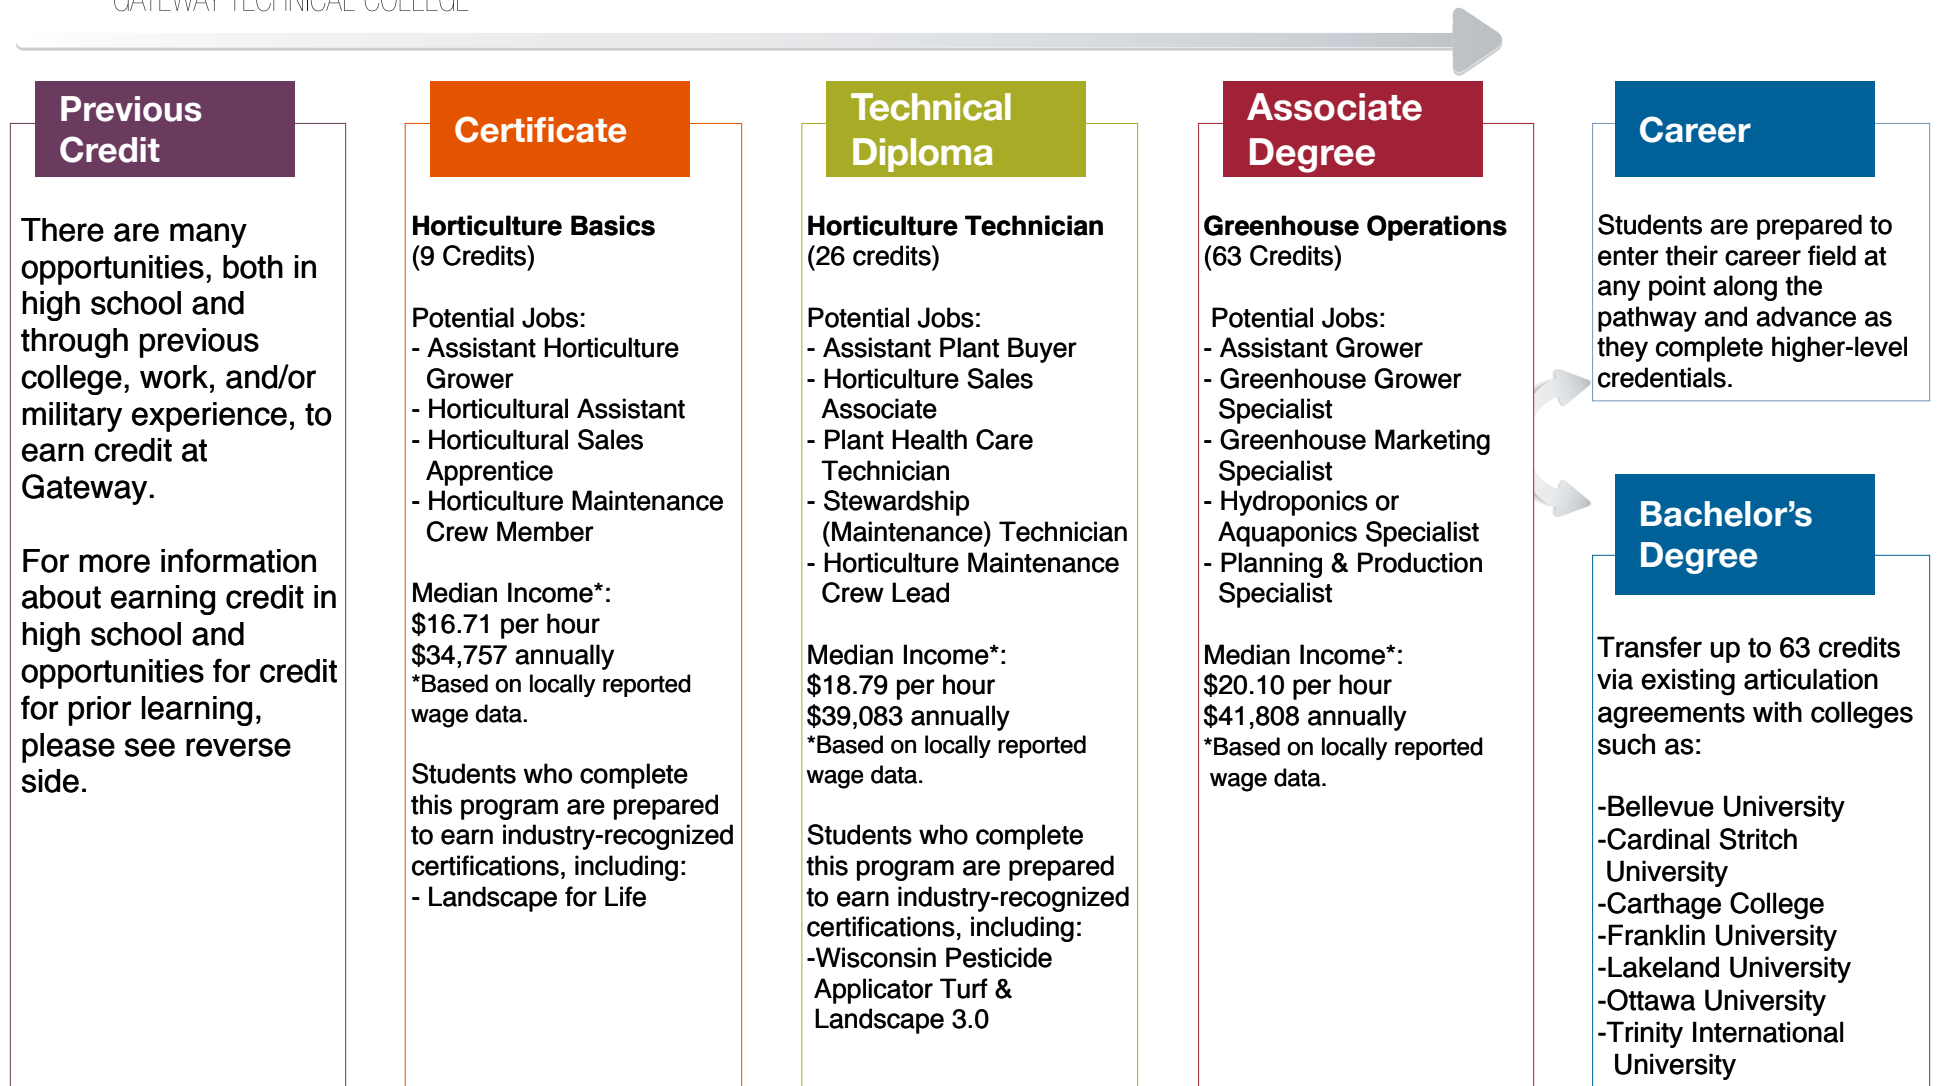 GATEWAY TECHNICAL COLLEGE
Previous
Credit
There are many
opportunities, both in
high school and
through previous
college, work, and/or
military experience, to
earn credit at
Gateway.
For more information
about earning credit in
high school and
opportunities for credit
for prior learning,
please see reverse
side.
Certificate
Horticulture Basics
(9 Credits)
Potential Jobs:
- Assistant Horticulture
Grower
- Horticultural Assistant
- Horticultural Sales
Apprentice
- Horticulture Maintenance
Crew Member
Median Income*:
$16.71 per hour
$34,757 annually
*Based on locally reported
wage data.
Students who complete
this program are prepared
to earn industry-recognized
certifications, including:
- Landscape for Life
Technical
Diploma
Horticulture Technician
(26 credits)
Potential Jobs:
- Assistant Plant Buyer
- Horticulture Sales
Associate
- Plant Health Care
Technician
- Stewardship
(Maintenance) Technician
- Horticulture Maintenance
Crew Lead
Median Income*:
$18.79 per hour
$39,083 annually
*Based on locally reported
wage data.
Students who complete
this program are prepared
to earn industry-recognized
certifications, including:
-Wisconsin Pesticide
Applicator Turf &
Landscape 3.0
Associate
Degree
Greenhouse Operations
(63 Credits)
Potential Jobs:
- Assistant Grower
- Greenhouse Grower
Specialist
- Greenhouse Marketing
Specialist
- Hydroponics or
Aquaponics Specialist
- Planning & Production
Specialist
Median Income*:
$20.10 per hour
$41,808 annually
*Based on locally reported
wage data.
Career
Students are prepared to
enter their career field at
any point along the
pathway and advance as
they complete higher-level
credentials.
Bachelor’s
Degree
Transfer up to 63 credits
via existing articulation
agreements with colleges
such as:
-Bellevue University
-Cardinal Stritch
University
-Carthage College
-Franklin University
-Lakeland University
-Ottawa University
-Trinity International
University